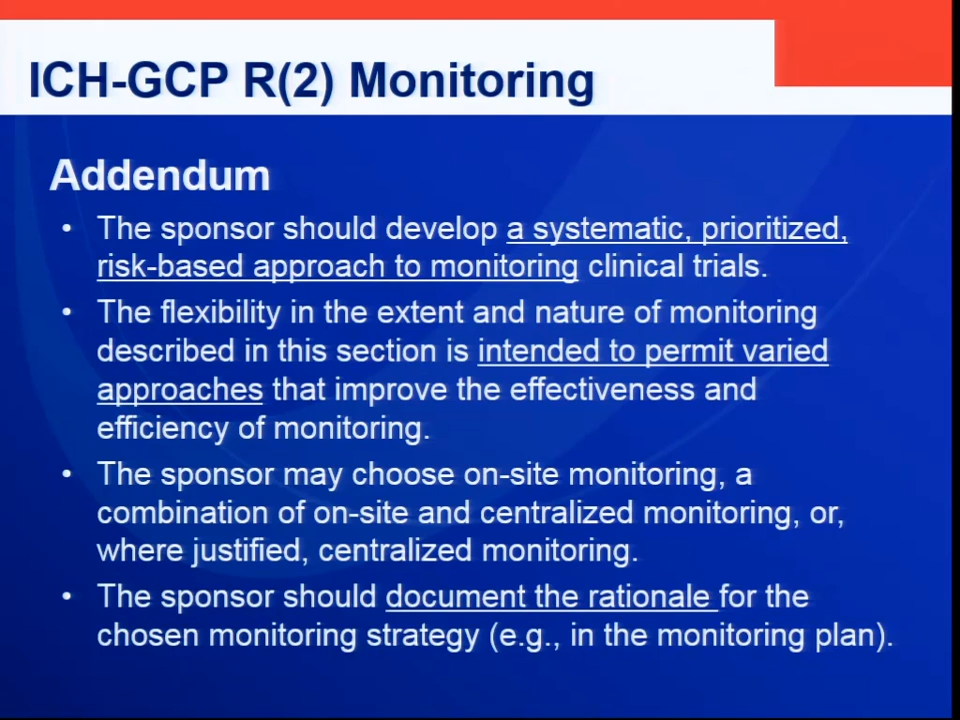 ICH-GCP R(2) Monitoring
Addendum
• The sponsor should develop a systematic, prioritized,
risk-based approach to monitoring clinical trials.
• The flexibility in the extent and nature of monitoring
described in this section is intended to permit varied
approaches that improve the effectiveness and
efficiency of monitoring.
• The sponsor may choose on-site monitoring, a
combination of on-site and centralized monitoring, or,
where justified, centralized monitoring.
• The sponsor should document the rationale for the
chosen monitoring strategy (e.g., in the monitoring plan).